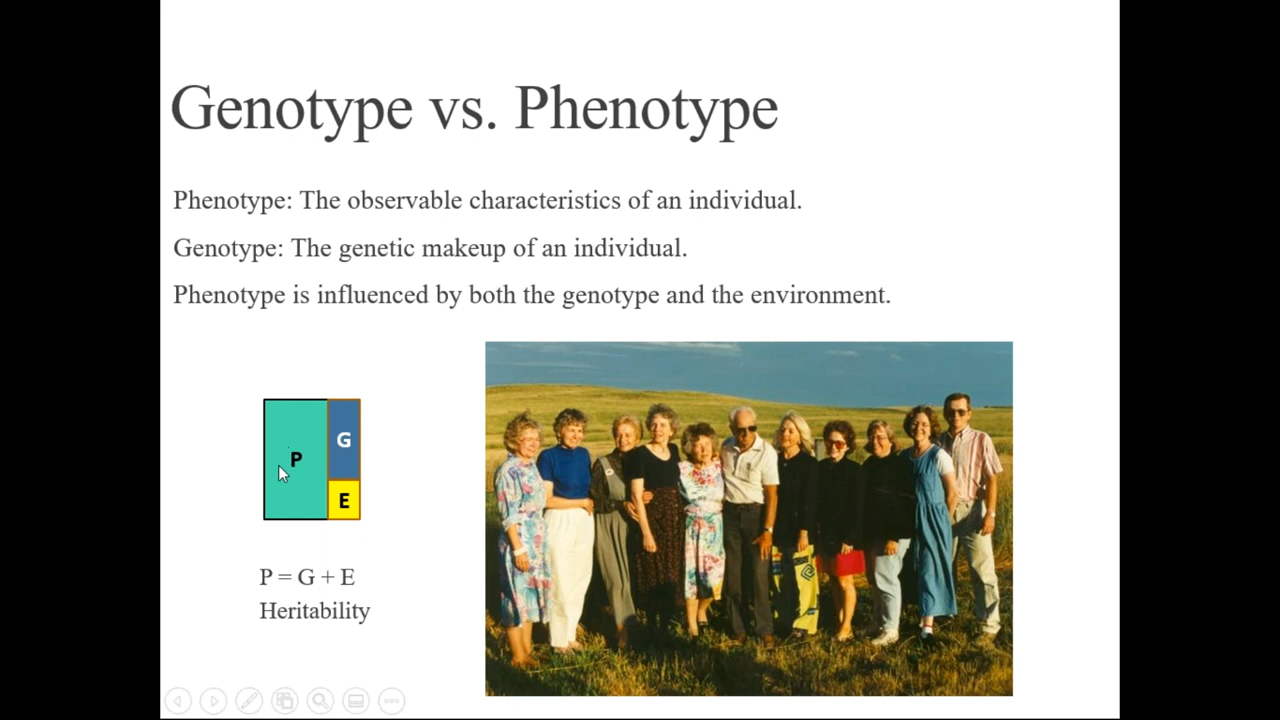 Genotype vs. Phenotype
Phenotype: The observable characteristics of an individual.
Genotype: The genetic makeup of an individual.
Phenotype is influenced by both the genotype and the environment.
P
G
E
P = G + E
Heritability